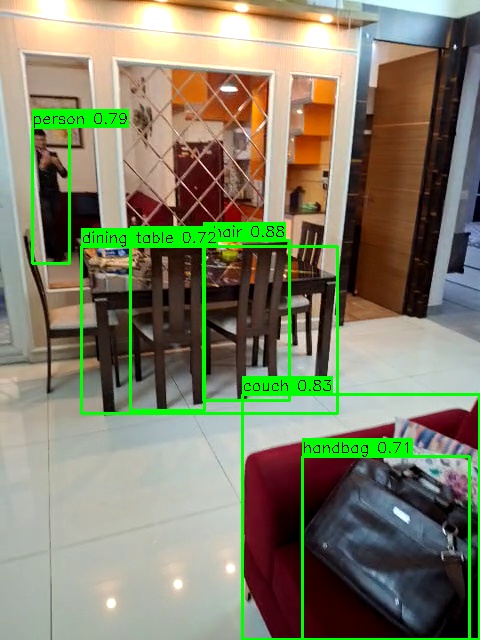 person 0.79
dining table 0.72
hair 0.88
couch 0.83
handbag 0.71